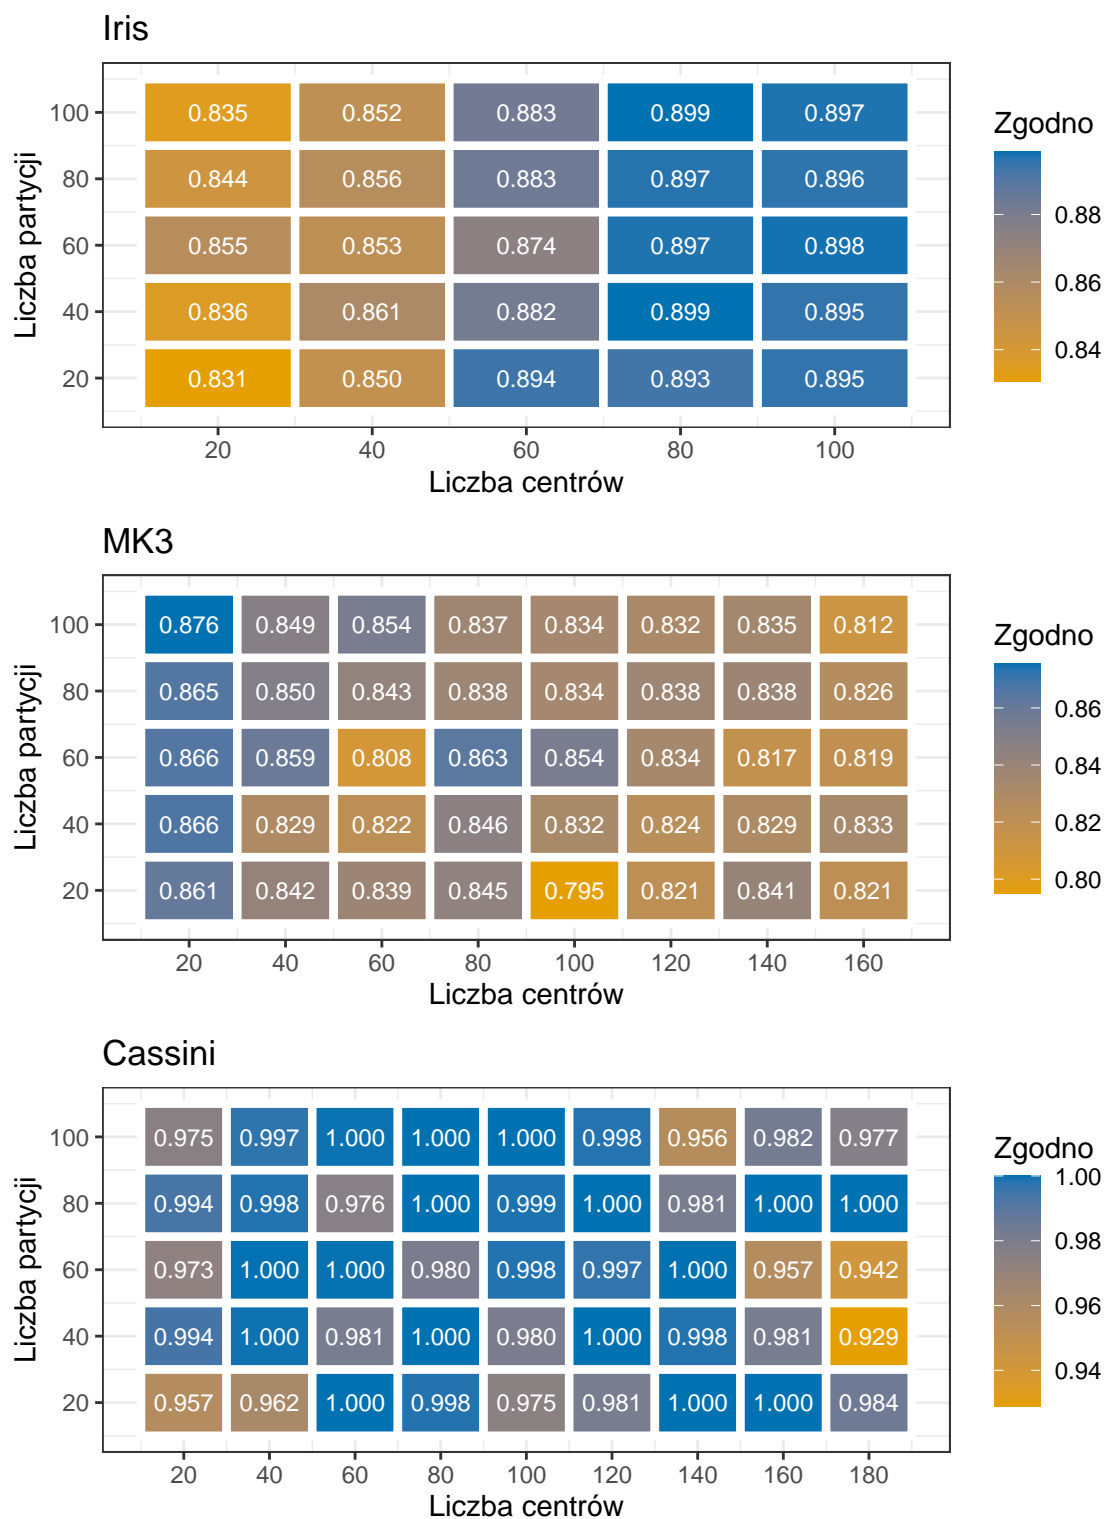 Iris
Zgodno
100 0.835 0.852 0.883 0.899 0.897
80 0.844 0.856 0.883 0.897 0.896
60 0.855 0.853 0.874 0.897 0.898
40 0.836 0.861 0.882 0.899 0.895
20 0.831 0.850 0.894 0.893 0.895
20 40 60 80 100
Liczba centrów
Liczba partycji
0.88
0.86
0.84
MK3
Zgodno
100 0.876 0.849 0.854 0.837 0.834 0.832 0.835 0.812
80 0.865 0.850 0.843 0.838 0.834 0.838 0.838 0.826
60 0.866 0.859 0.808 0.863 0.854 0.834 0.817 0.819
40 0.866 0.829 0.822 0.846 0.832 0.824 0.829 0.833
20 0.861 0.842 0.839 0.845 0.795 0.821 0.841 0.821
20 40 60 80 100 120 140 160
Liczba centrów
Liczba partycji
0.86
0.84
0.82
0.80
Cassini
Zgodno
100 0.975 0.997 1.000 1.000 1.000 0.998 0.956 0.982 0.977
80 0.994 0.998 0.976 1.000 0.999 1.000 0.981 1.000 1.000
60 0.973 1.000 1.000 0.980 0.998 0.997 1.000 0.957 0.942
40 0.994 1.000 0.981 1.000 0.980 1.000 0.998 0.981 0.929
20 0.957 0.962 1.000 0.998 0.975 0.981 1.000 1.000 0.984
20 40 60 80 100 120 140 160 180
Liczba centrów
Liczba partycji
1.00
0.98
0.96
0.94